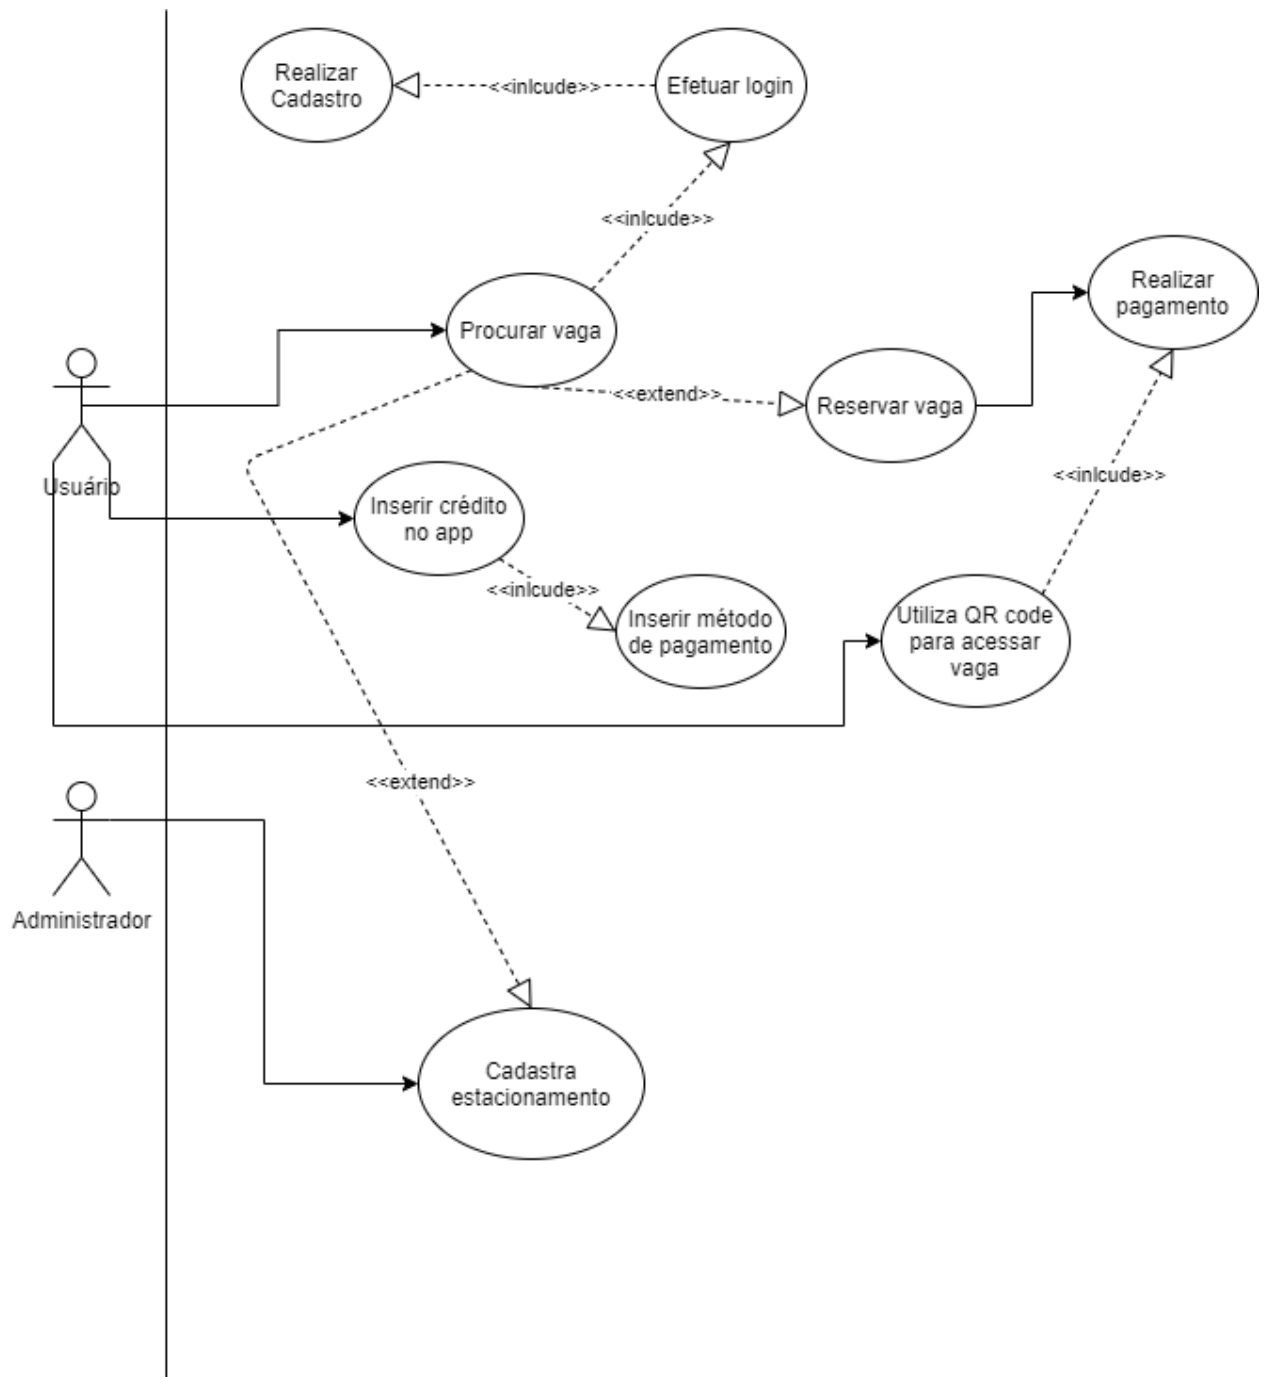 Realizar
Cadastro
<<inlcude>>
Efetuar login
<<inlcude>>
Realizar
pagamento
Procurar vaga
<<extend>>
Reservar vaga
Usuário
Inserir crédito
no app
<<inlcude>>
<<inlcude>>
Inserir método
de pagamento
Utiliza QR code
para acessar
vaga
<<extend>>
Administrador
Cadastra
estacionamento